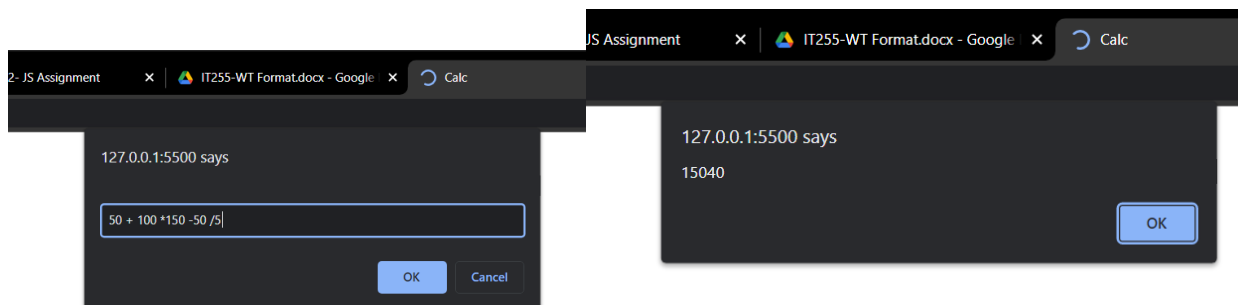 2- JS Assignment
IT255-WT Format.docx - Google
Calc
127.0.0.1:5500 says
50 + 100 *150 -50 /5
OK
Cancel
JS Assignment
IT255-WT Format.docx - Google
Calc
127.0.0.1:5500 says
15040
OK